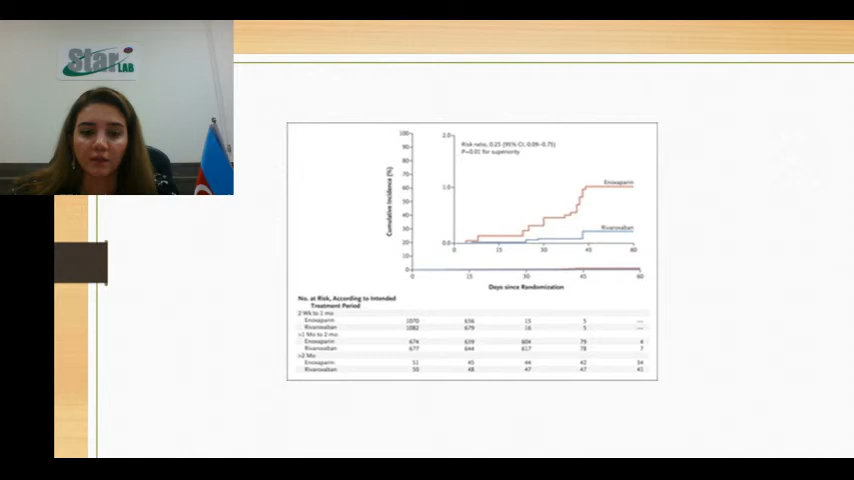 Star
LAB
100
90
80
70
60
50
40
30
20
10
0
Cumulative Incidence (%)
2.0
1.0
0.0
Risk ratio, 0.25 (95% CI, 0.09–0.75)
P=0.01 for superiority
Enoxaparin
Rivaroxaban
0 15 30 45 60
0 15 30 45 60
Days since Randomization
No. at Risk, According to Intended
Treatment Period
2 Wk to 1 mo
Enoxaparin 1070 636 15 5 —
Rivaroxaban 1082 679 16 5 —
>1 Mo to 2 mo
Enoxaparin 674 639 604 79 4
Rivaroxaban 677 644 617 78 7
>2 Mo
Enoxaparin 51 45 44 42 34
Rivaroxaban 50 48 47 47 41